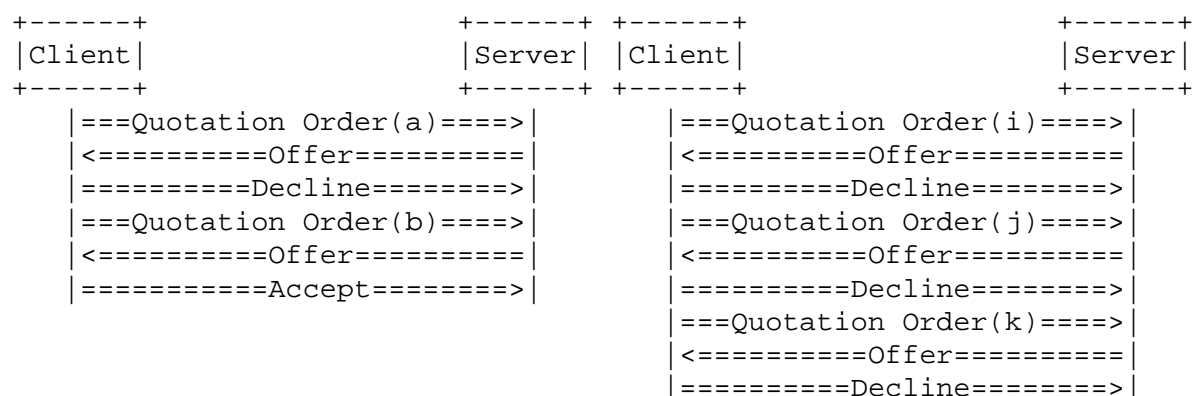 +------+                 +------+ +------+                 +------+
|Client|                 |Server| |Client|                 |Server|
+------+                 +------+ +------+                 +------+
   |===Quotation Order(a)====>|       |===Quotation Order(i)====>|
   |<==========Offer==========|       |<==========Offer==========|
   |==========Decline========>|       |==========Decline========>|
   |===Quotation Order(b)====>|       |===Quotation Order(j)====>|
   |<==========Offer==========|       |<==========Offer==========|
   |===========Accept========>|       |==========Decline========>|
                                      |===Quotation Order(k)====>|
                                      |<==========Offer==========|
                                      |==========Decline========>|